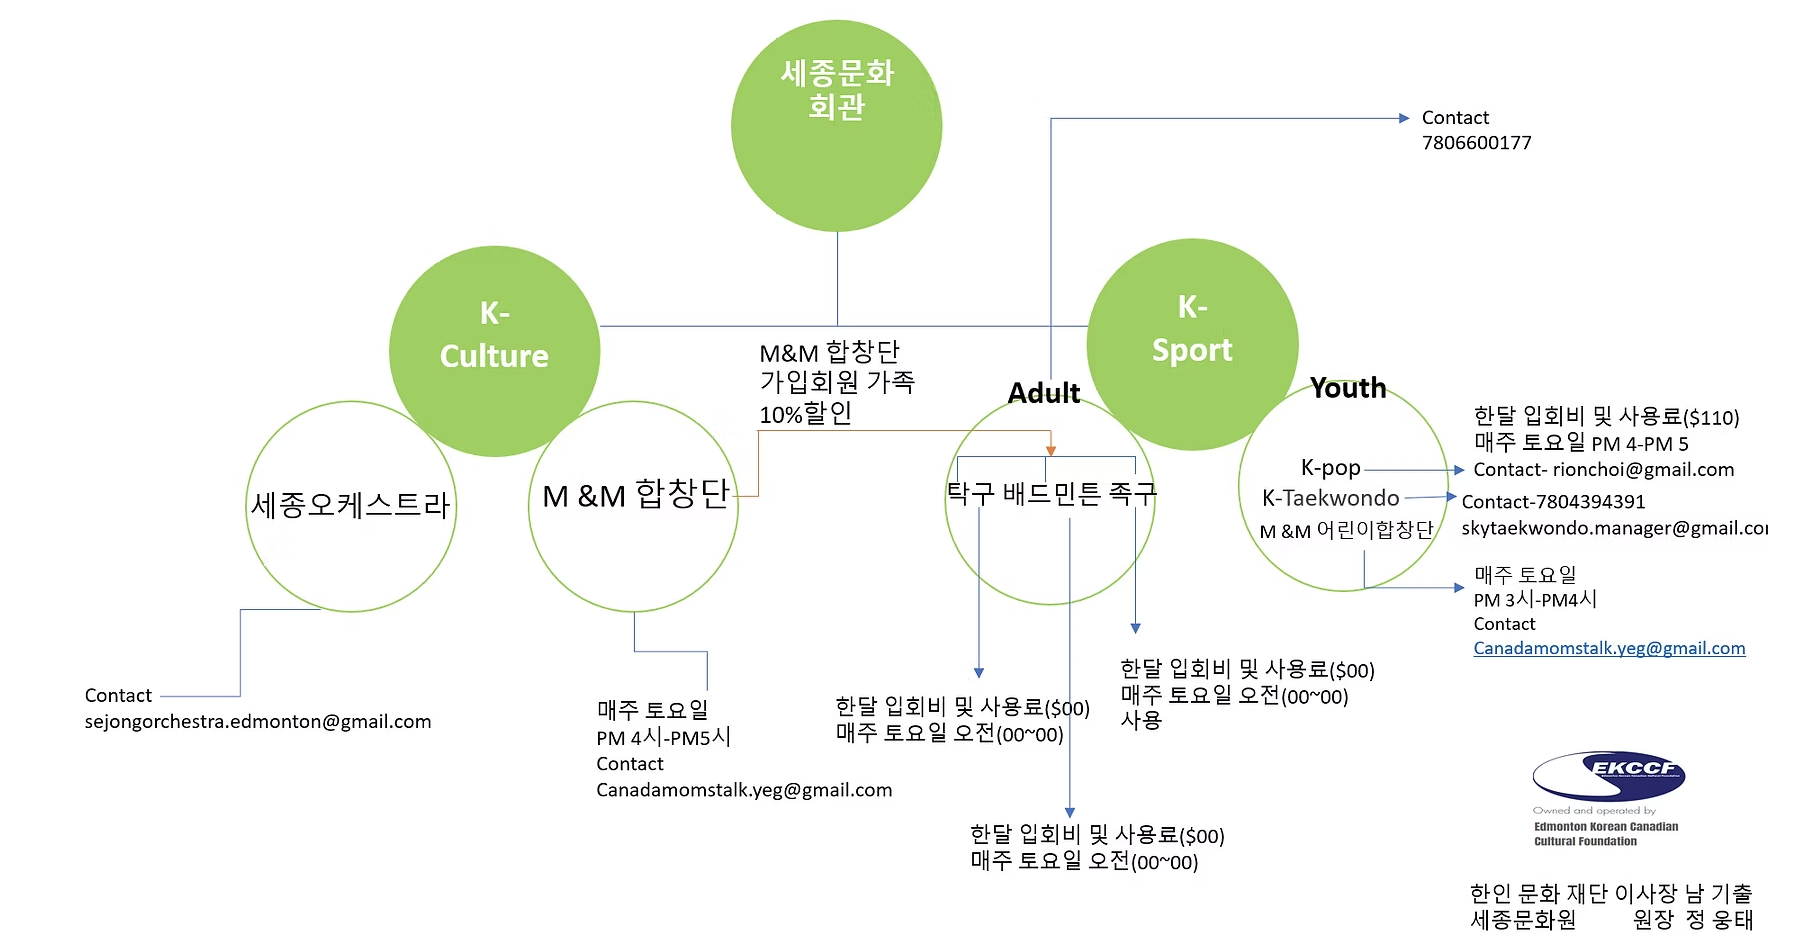 세종문화
회관
Contact
7806600177
K-
Culture
K-
Sport
M&M 합창단
가입회원 가족
10%할인
Adult
Youth
세종오케스트라
M &M 합창단
탁구 배드민튼 족구
K-pop
K-Taekwondo
M &M 어린이합창단
한달 입회비 및 사용료($110)
매주 토요일 PM 4-PM 5
Contact- rionchoi@gmail.com
Contact-7804394391
skytaekwondo.manager@gmail.co
매주 토요일
PM 3시-PM4시
Contact
Canadamomstalk.yeg@gmail.com
Contact
sejongorchestra.edmonton@gmail.com
매주 토요일
PM 4시-PM5시
Contact
Canadamomstalk.yeg@gmail.com
한달 입회비 및 사용료($00)
매주 토요일 오전(00~00)
한달 입회비 및 사용료($00)
매주 토요일 오전(00~00)
사용
한달 입회비 및 사용료($00)
매주 토요일 오전(00~00)
EKCCF
Edmonton Korean Canadian Cultural Foundation
Owned and operated by
Edmonton Korean Canadian
Cultural Foundation
한인 문화 재단 이사장 남 기출
세종문화원 원장 정 웅태